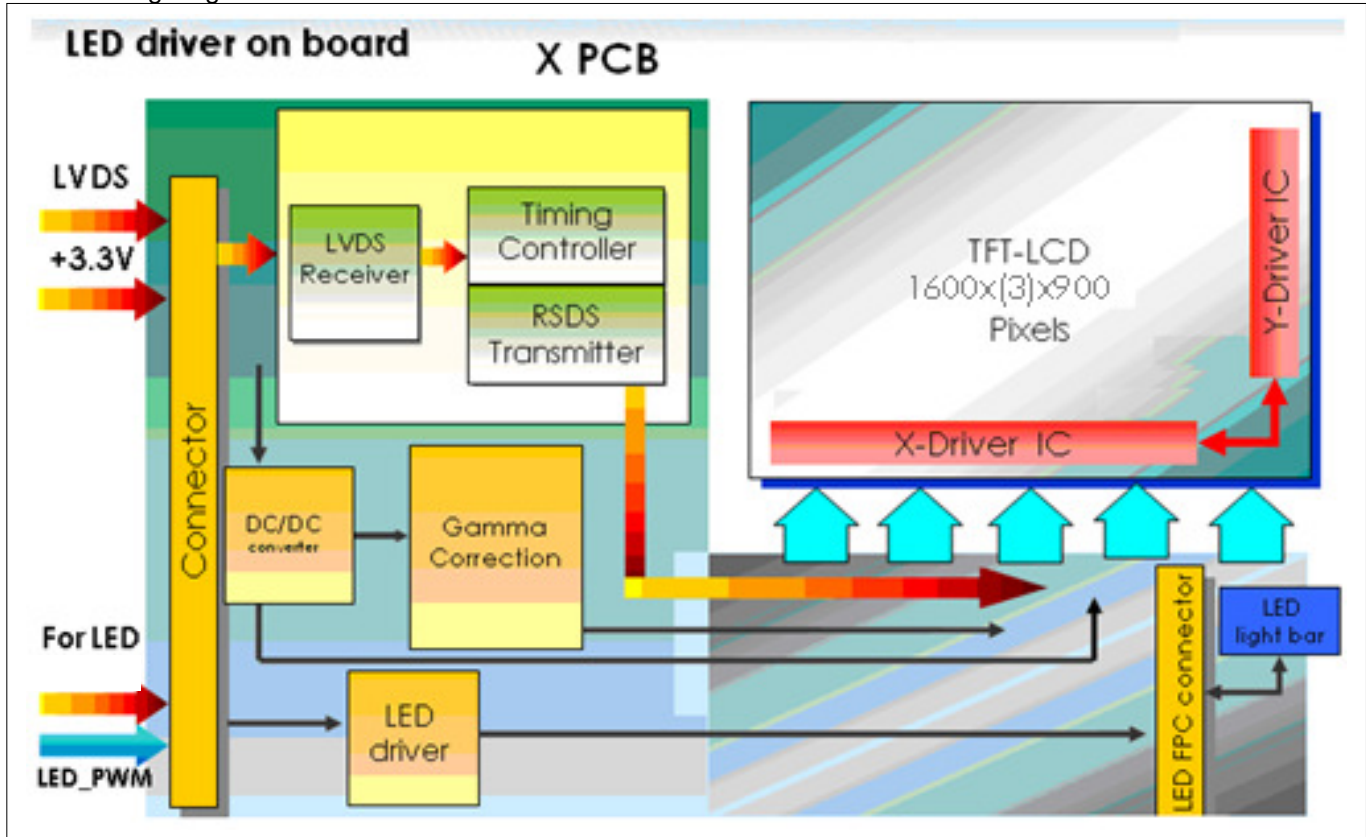 LED driver on board
X PCB
LVDS
+3.3V
For LED
LED_PWM
Connector
LVDS
Receiver
Timing
Controller
RSDS
Transmitter
DC/DC
converter
Gamma
Correction
LED
driver
TFT-LCD
1600x(3)x900
Pixels
Y-Driver IC
X-Driver IC
LED FPC connector
LED
light bar